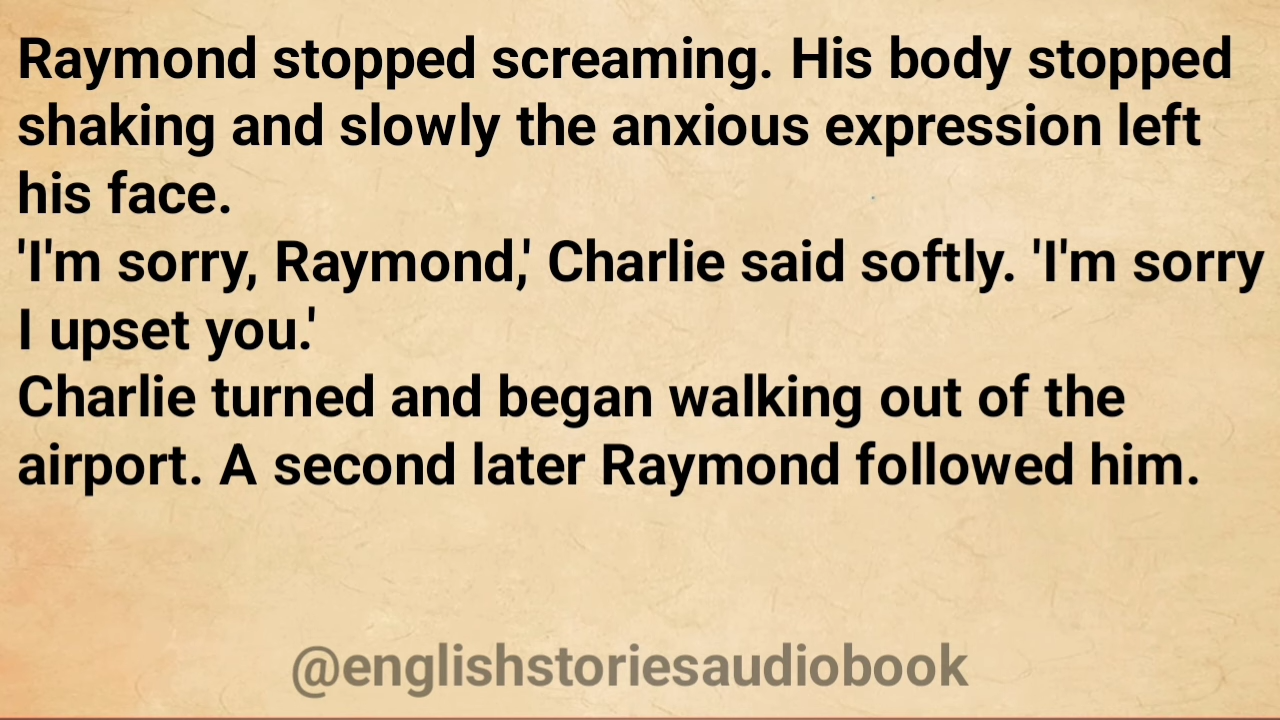 Raymond stopped screaming. His body stopped
shaking and slowly the anxious expression left
his face.
'I'm sorry, Raymond,' Charlie said softly. 'I'm sorry
I upset you.'
Charlie turned and began walking out of the
airport. A second later Raymond followed him.
@englishstoriesaudiobook